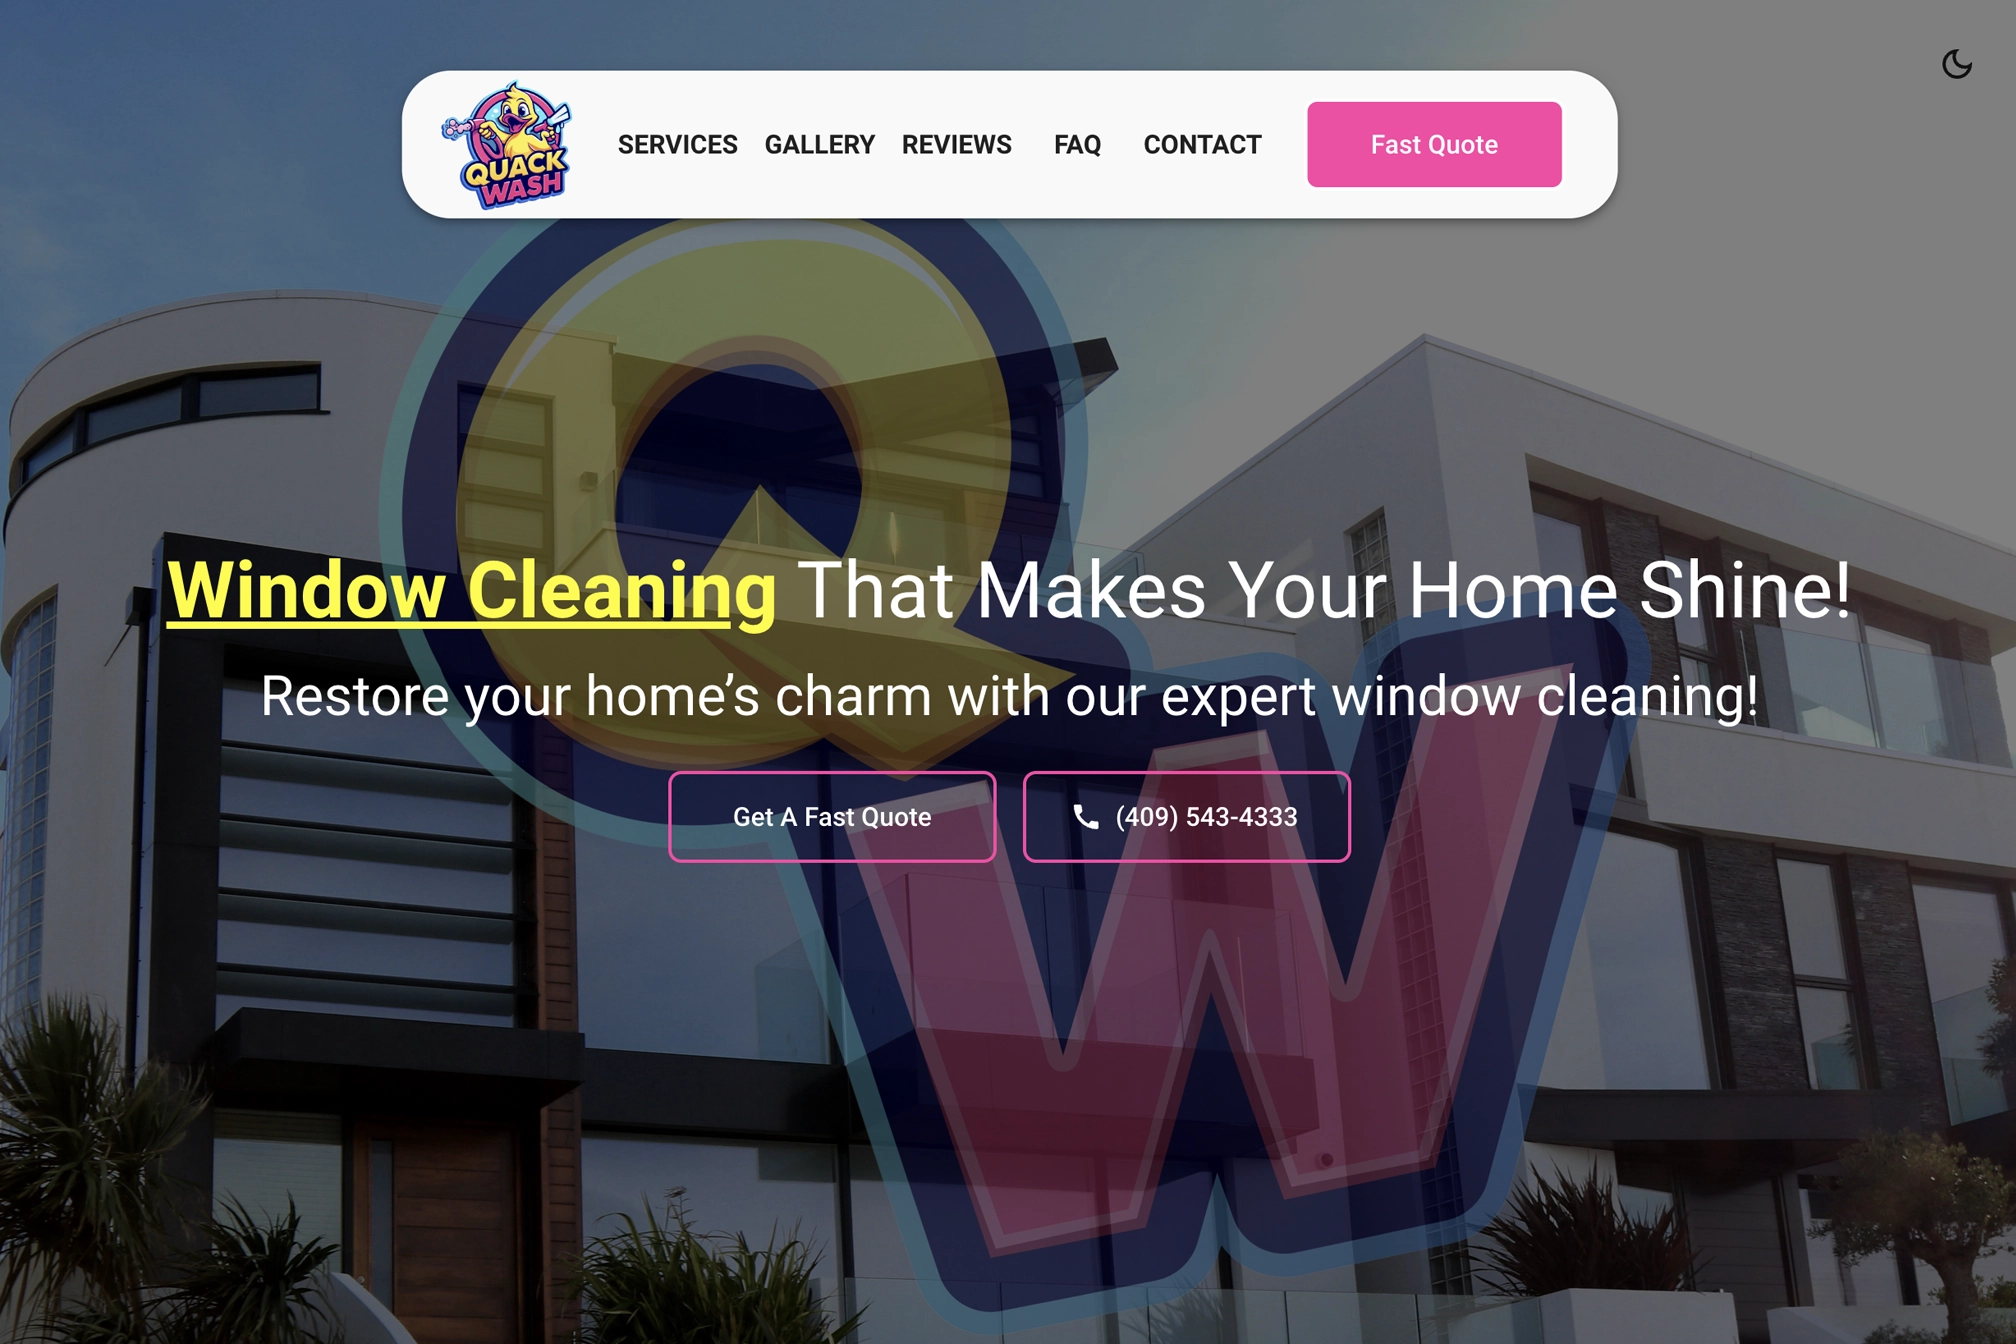 QUACK
WASH
SERVICES GALLERY REVIEWS FAQ CONTACT Fast Quote
QW
Window Cleaning That Makes Your Home Shine!
Restore your home’s charm with our expert window cleaning!
Get A Fast Quote (409) 543-4333